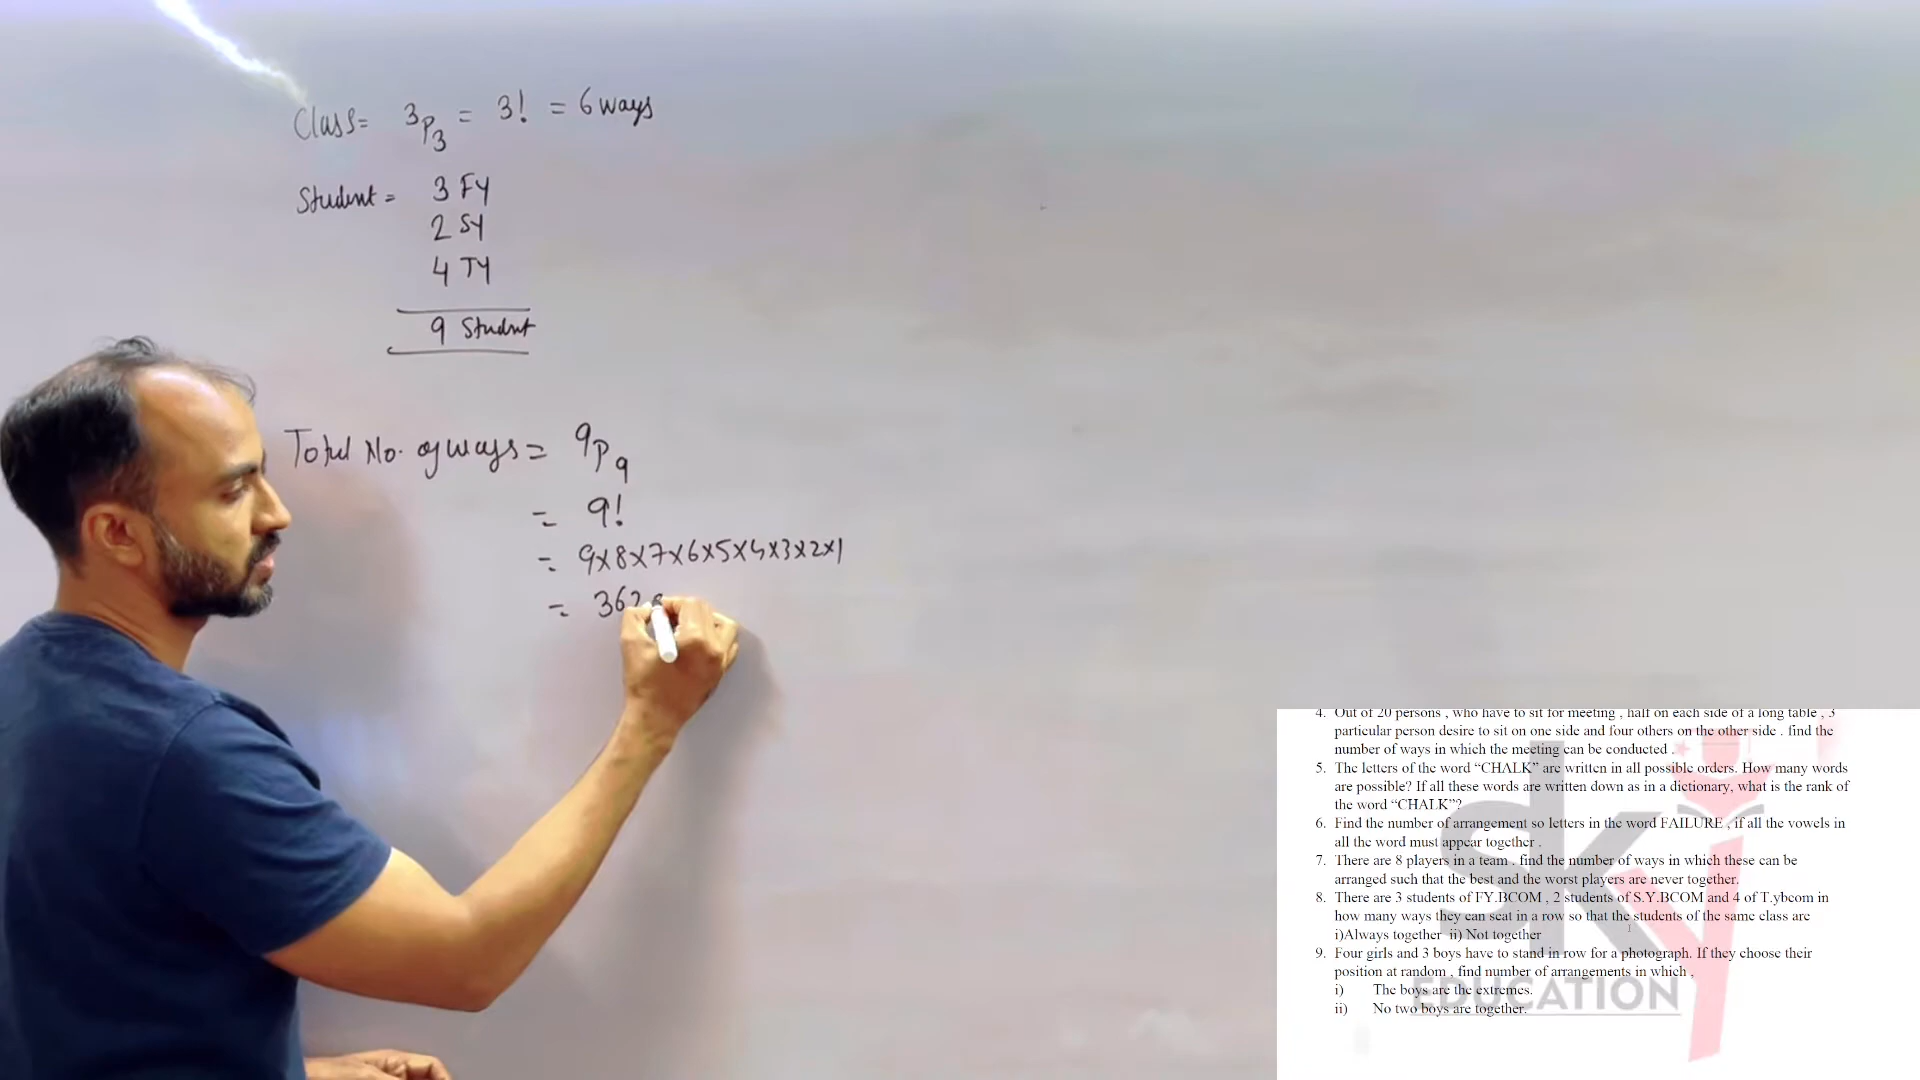 Class = 3P3 = 3! = 6 ways
Student = 3 FY
2 SY
4 TY
9 Student
Total No. of ways = 9P9
= 9!
= 9x8x7x6x5x4x3x2x1
= 362
4. Out of 20 persons , who have to sit for meeting , half on each side of a long table , 3
particular person desire to sit on one side and four others on the other side . find the
number of ways in which the meeting can be conducted .
5. The letters of the word “CHALK” are written in all possible orders. How many words
are possible? If all these words are written down as in a dictionary, what is the rank of
the word “CHALK”?
6. Find the number of arrangement so letters in the word FAILURE , if all the vowels in
all the word must appear together .
7. There are 8 players in a team , find the number of ways in which these can be
arranged such that the best and the worst players are never together.
8. There are 3 students of FY.BCOM , 2 students of S.Y.BCOM and 4 of T.ybcom in
how many ways they can seat in a row so that the students of the same class are
i)Always together ii) Not together
9. Four girls and 3 boys have to stand in row for a photograph. If they choose their
position at random , find number of arrangements in which ,
i) The boys are the extremes.
ii) No two boys are together.
sky
EDUCATION